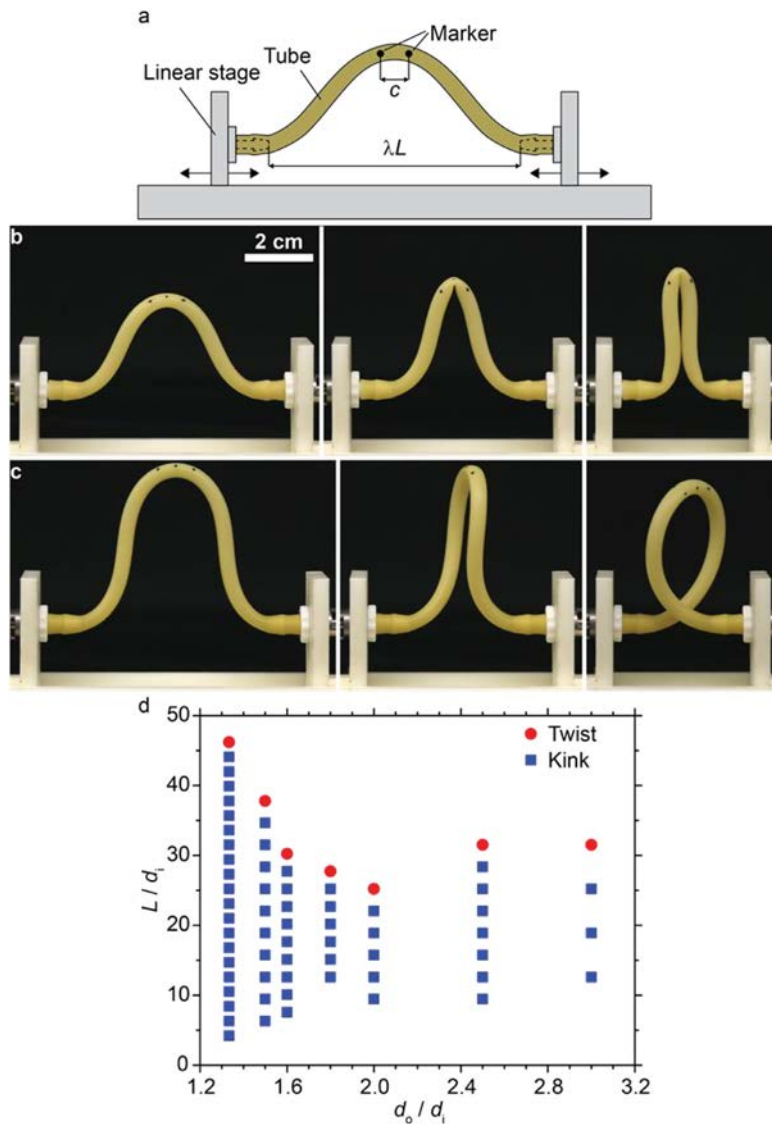 a
Marker
Tube
Linear stage
c
λL
b
2 cm
c
d
50
Twist
Kink
40
30
20
10
0
L / dᵢ
1.2 1.6 2.0 2.4 2.8 3.2
dₒ / dᵢ